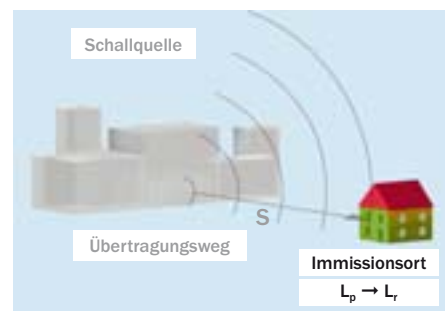 Schallquelle
S
Übertragungsweg
Immissionsort
Lp → Lr